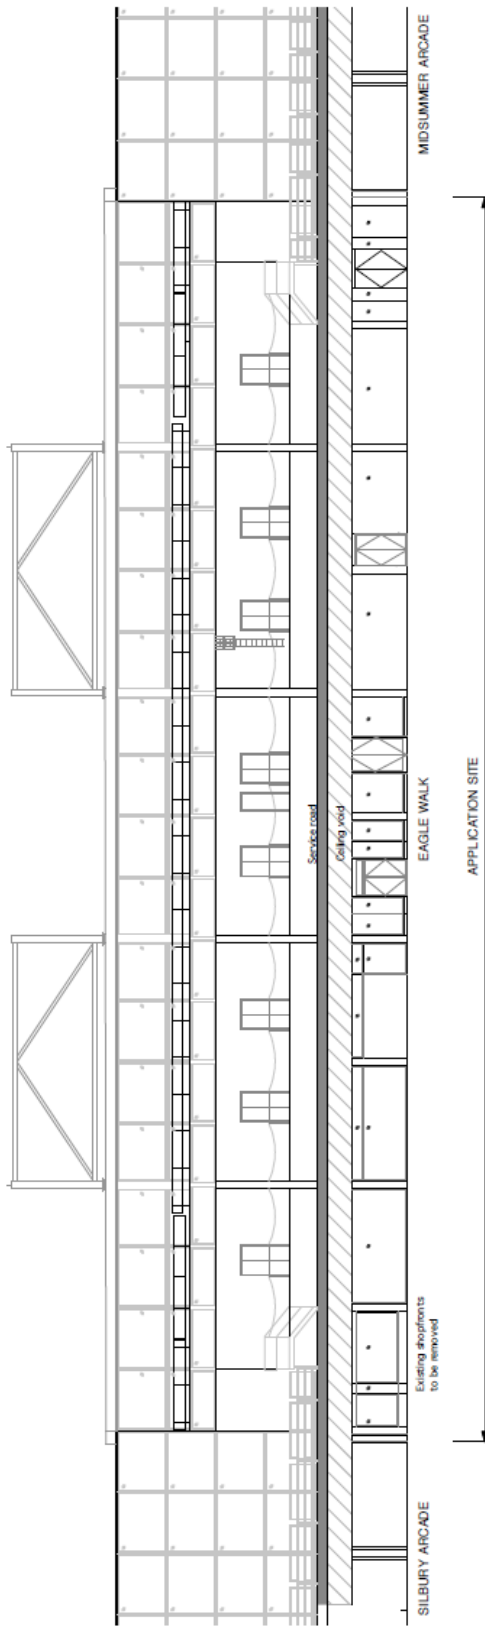 SILBURY ARCADE
Existing shopfronts
to be removed
EAGLE WALK
MIDSUMMER ARCADE
APPLICATION SITE
Service road
Ceiling void